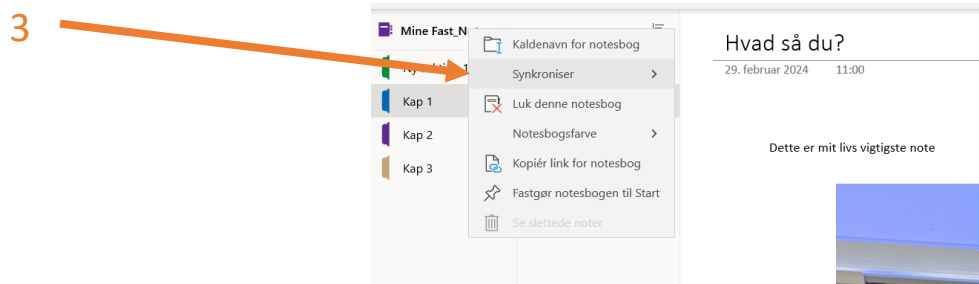 3
Mine Fast_N
Kaldenavn for notesbog
Synkroniser
Luk denne notesbog
Notesbogsfarve
Kopiér link for notesbog
Fastgør notesbogen til Start
Se slettede noter
1
Kap 1
Kap 2
Kap 3
Hvad så du?
29. februar 2024 11:00
Dette er mit livs vigtigste note